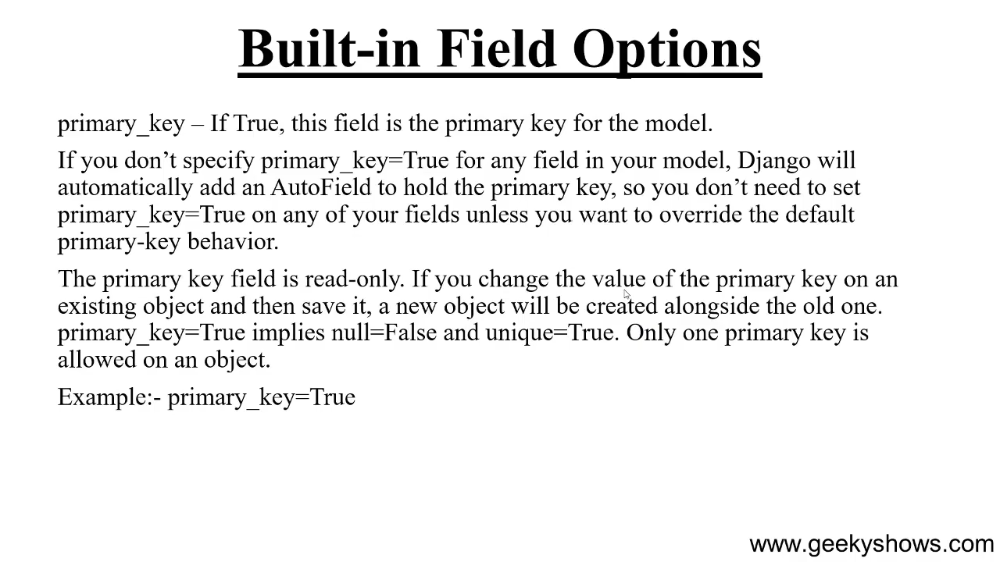 Built-in Field Options
primary_key – If True, this field is the primary key for the model.
If you don’t specify primary_key=True for any field in your model, Django will
automatically add an AutoField to hold the primary key, so you don’t need to set
primary_key=True on any of your fields unless you want to override the default
primary-key behavior.
The primary key field is read-only. If you change the value of the primary key on an
existing object and then save it, a new object will be created alongside the old one.
primary_key=True implies null=False and unique=True. Only one primary key is
allowed on an object.
Example:- primary_key=True
www.geekyshows.com